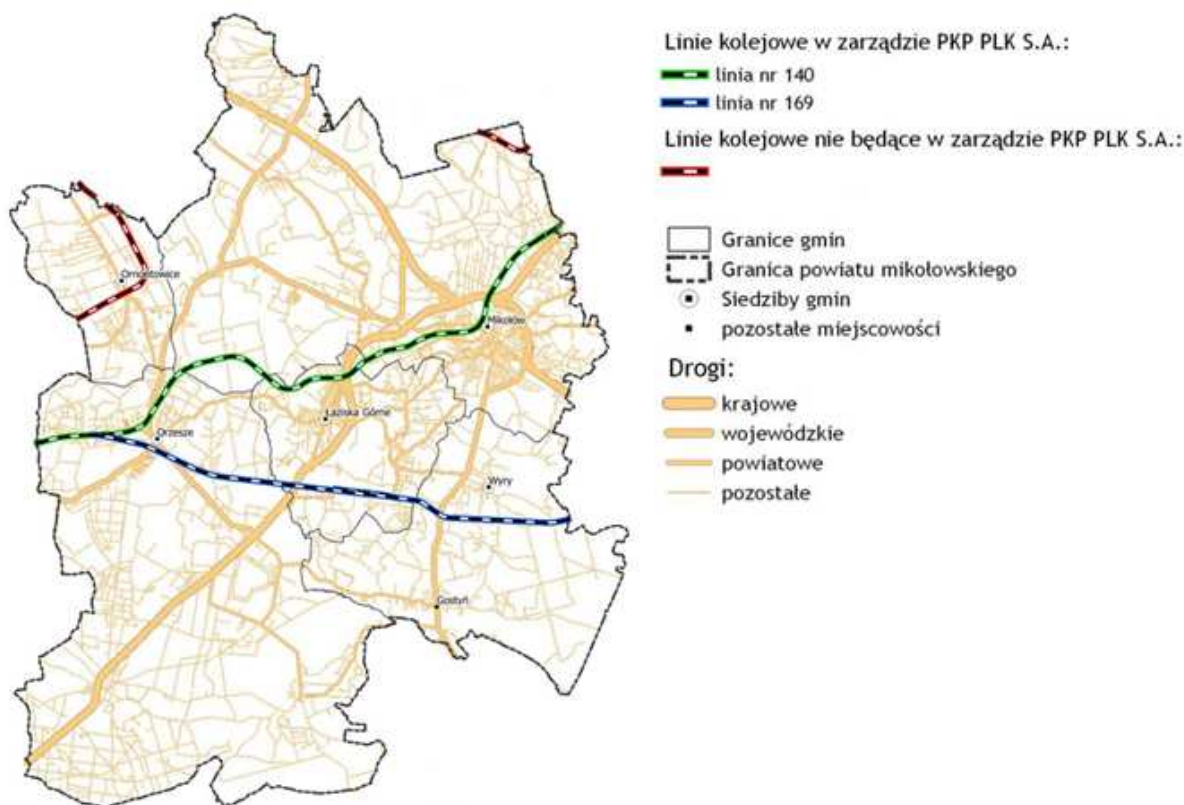 Linie kolejowe w zarządzie PKP PLK S.A.:
linia nr 140
linia nr 169
Linie kolejowe nie będące w zarządzie PKP PLK S.A.:
Granice gmin
Granica powiatu mikołowskiego
Siedziby gmin
pozostałe miejscowości
Drogi:
krajowe
wojewódzkie
powiatowe
pozostałe
Ornontowice
Mikołów
Łaziska Górne
Orzesze
Wyry
Gostyń